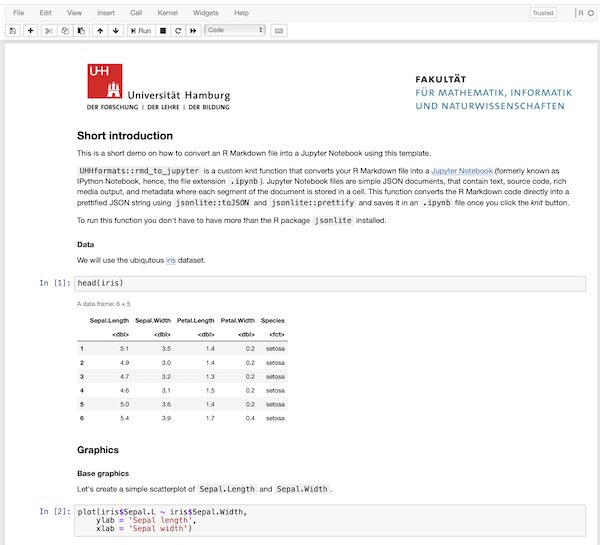 File Edit View Insert Cell Kernel Widgets Help Trusted R
Run Code
UHH
Universität Hamburg
DER FORSCHUNG | DER LEHRE | DER BILDUNG
FAKULTÄT
FÜR MATHEMATIK, INFORMATIK
UND NATURWISSENSCHAFTEN
Short introduction
This is a short demo on how to convert an R Markdown file into a Jupyter Notebook using this template.
UHHformats::rmd_to_jupyter is a custom knit function that converts your R Markdown file into a Jupyter Notebook (formerly known as
IPython Notebook, hence, the file extension .ipynb ). Jupyter Notebook files are simple JSON documents, that contain text, source code, rich
media output, and metadata where each segment of the document is stored in a cell. This function converts the R Markdown code directly into a
prettified JSON string using jsonlite::toJSON and jsonlite::prettify and saves it in an .ipynb file once you click the knit button.
To run this function you don't have to have more than the R package jsonlite installed.
Data
We will use the ubiqutous iris dataset.
In [1]: head(iris)
A data.frame: 6 × 5
Sepal.Length Sepal.Width Petal.Length Petal.Width Species
<dbl> <dbl> <dbl> <dbl> <fct>
1 5.1 3.5 1.4 0.2 setosa
2 4.9 3.0 1.4 0.2 setosa
3 4.7 3.2 1.3 0.2 setosa
4 4.6 3.1 1.5 0.2 setosa
5 5.0 3.6 1.4 0.2 setosa
6 5.4 3.9 1.7 0.4 setosa
Graphics
Base graphics
Let's create a simple scatterplot of Sepal.Length and Sepal.Width .
In [2]: plot(iris$Sepal.L ~ iris$Sepal.Width,
ylab = 'Sepal length',
xlab = 'Sepal width')